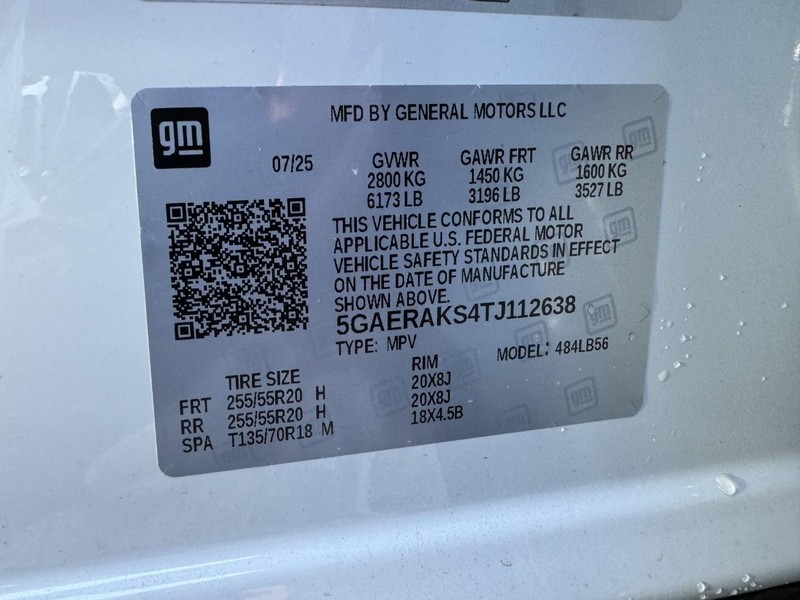 gm
MFD BY GENERAL MOTORS LLC
07/25
GVWR GAWR FRT GAWR RR
2800 KG 1450 KG 1600 KG
6173 LB 3196 LB 3527 LB
THIS VEHICLE CONFORMS TO ALL
APPLICABLE U.S. FEDERAL MOTOR
VEHICLE SAFETY STANDARDS IN EFFECT
ON THE DATE OF MANUFACTURE
SHOWN ABOVE.
5GAERAKS4TJ112638
TYPE: MPV MODEL: 484LB56
TIRE SIZE RIM
FRT 255/55R20 H 20X8J
RR 255/55R20 H 20X8J
SPA T135/70R18 M 18X4.5B